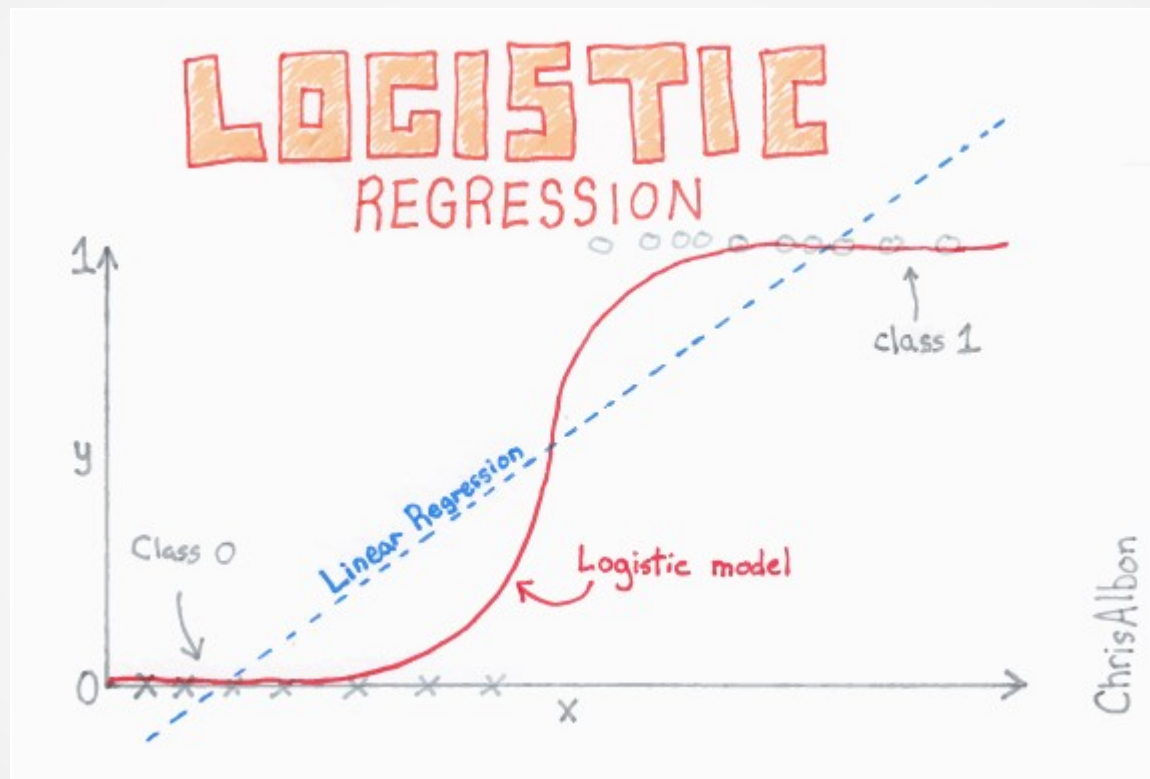 LOGISTIC
REGRESSION
1
class 1
y
Linear Regression
Class 0
Logistic model
0
x
ChrisAlbon